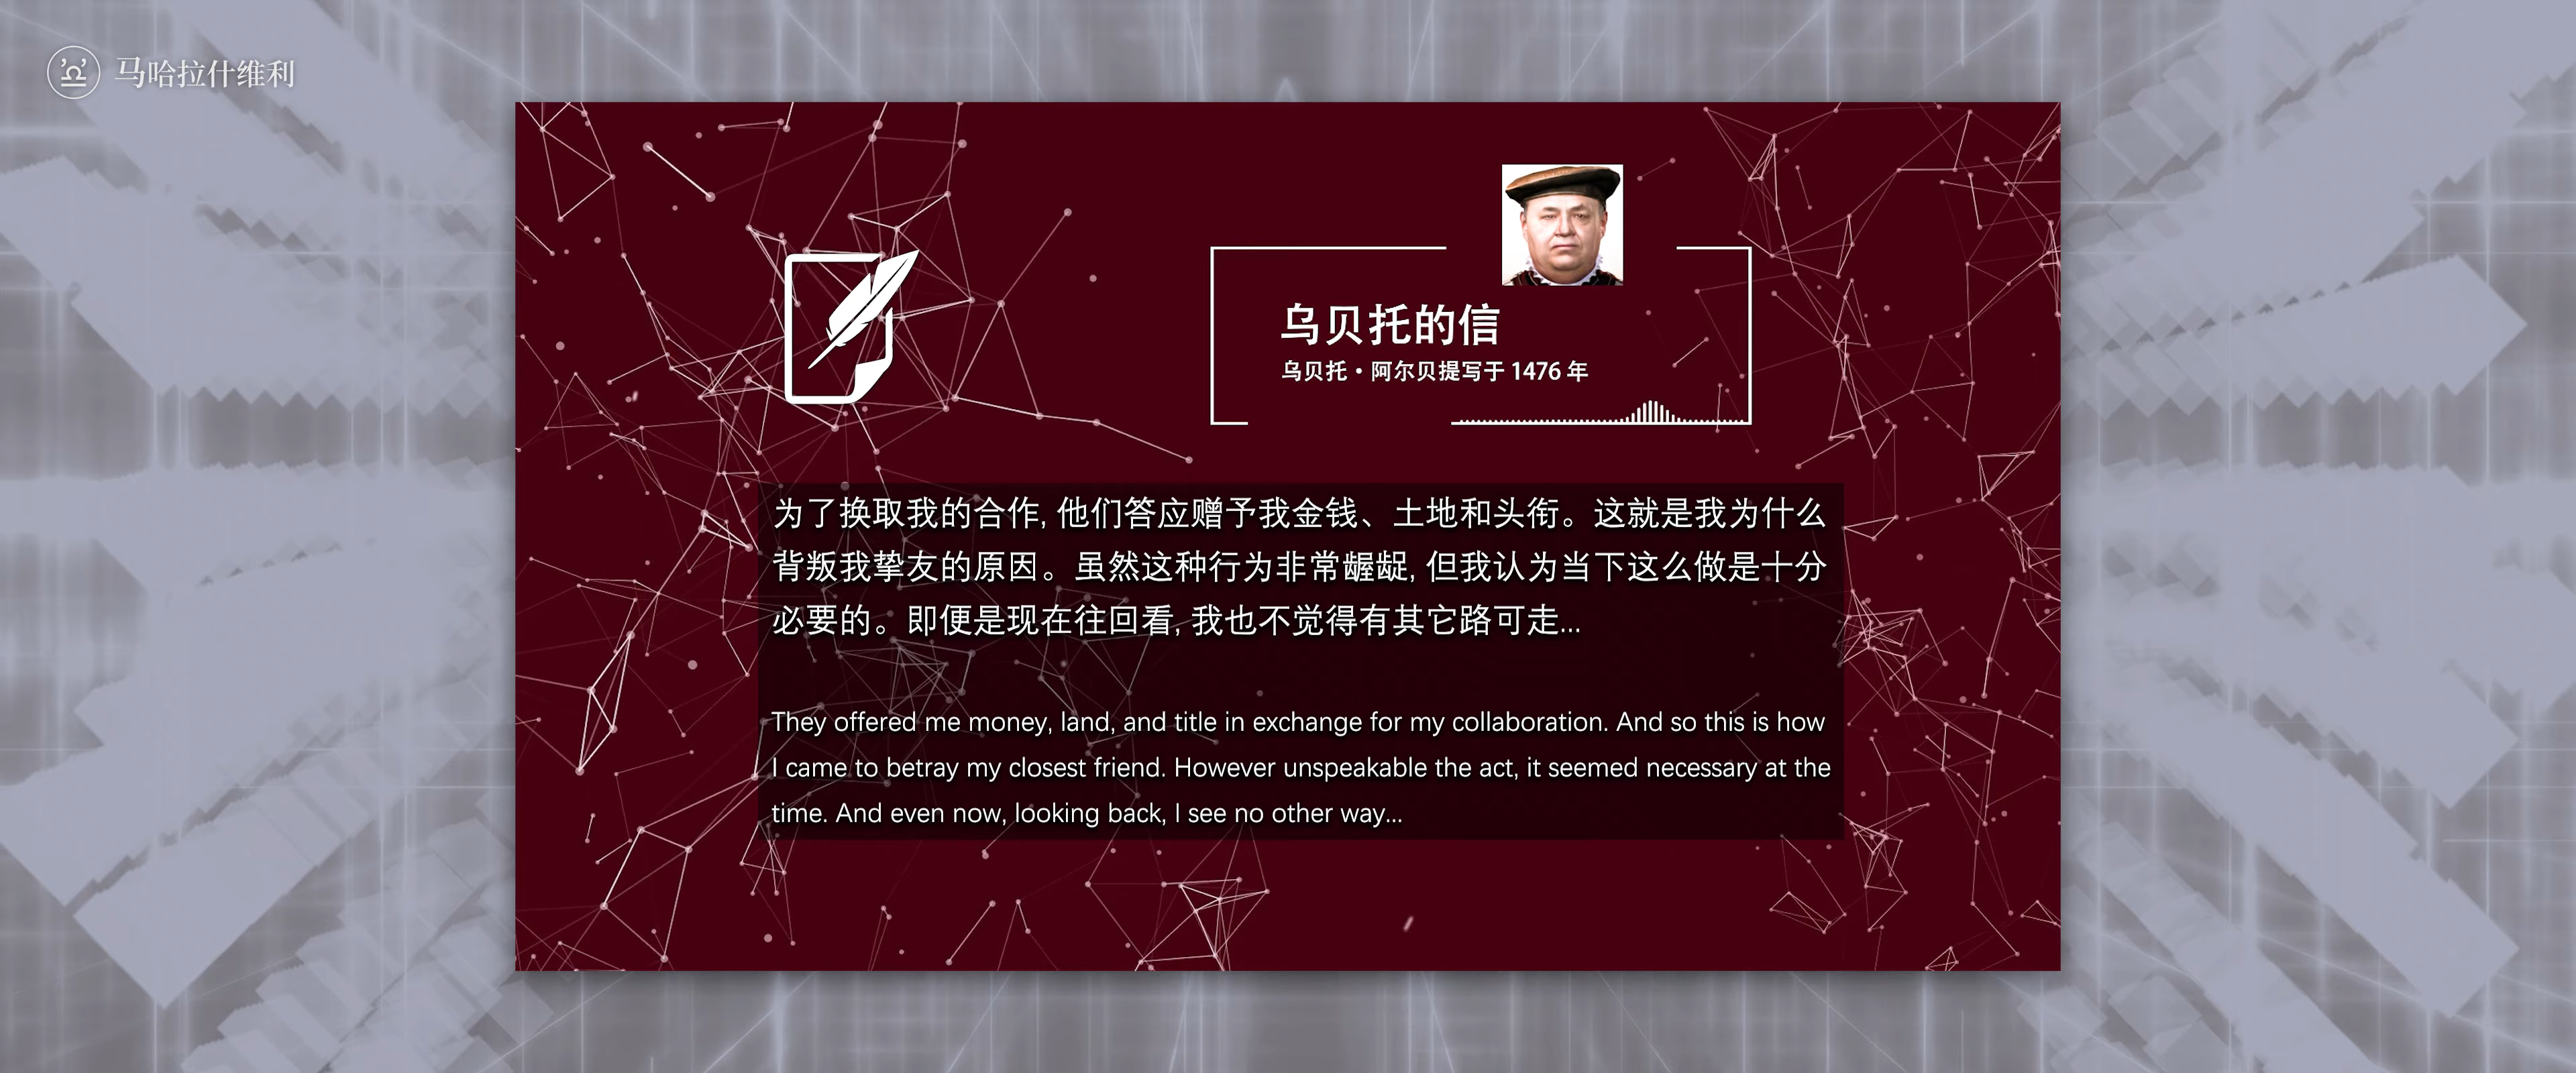 马哈拉什维利
乌贝托的信
乌贝托·阿尔贝提写于 1476 年
为了换取我的合作, 他们答应赠予我金钱、土地和头衔。这就是我为什么
背叛我挚友的原因。虽然这种行为非常龌龊, 但我认为当下这么做是十分
必要的。即便是现在往回看, 我也不觉得有其它路可走...
They offered me money, land, and title in exchange for my collaboration. And so this is how
I came to betray my closest friend. However unspeakable the act, it seemed necessary at the
time. And even now, looking back, I see no other way...